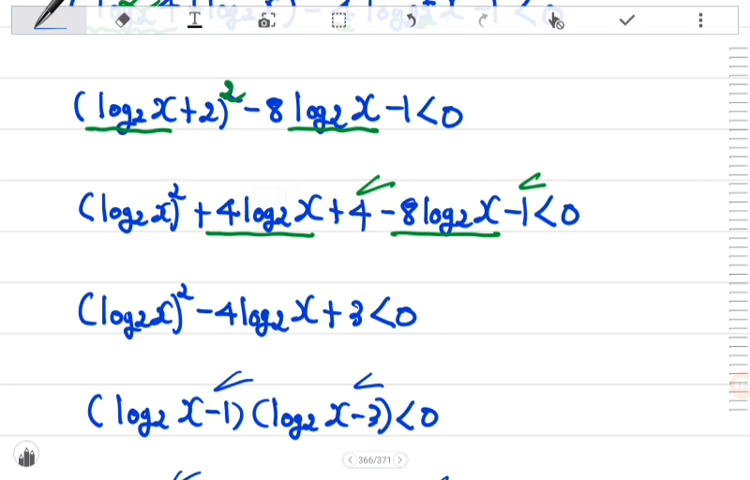 (log₂x+2)²-8log₂x-1<0
(log₂x)²+4log₂x+4-8log₂x-1<0
(log₂x)²-4log₂x+3<0
(log₂x-1)(log₂x-3)<0
< 366/371 >